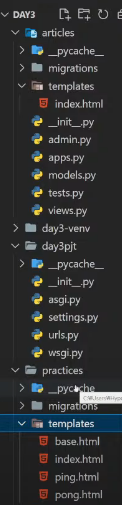 DAY3
articles
__pycache__
migrations
templates
index.html
__init__.py
admin.py
apps.py
models.py
tests.py
views.py
day3-venv
day3pjt
__pycache__
__init__.py
asgi.py
settings.py
urls.py
wsgi.py
practices
__pycache__
migrations
templates
base.html
index.html
ping.html
pong.html